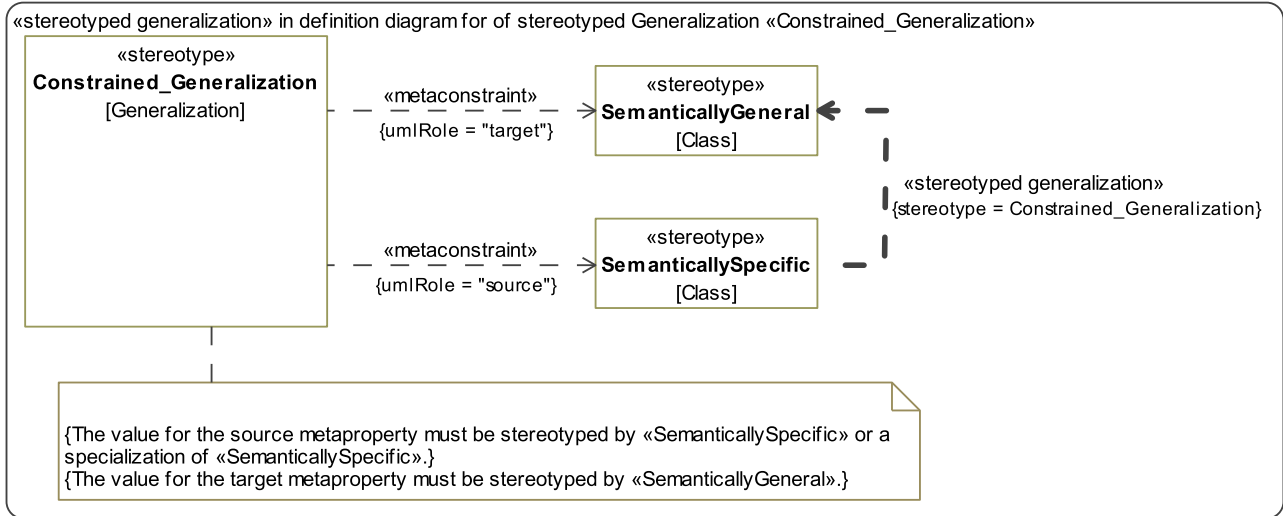 «stereotyped generalization» in definition diagram for of stereotyped Generalization «Constrained_Generalization»
«stereotype»
Constrained_Generalization
[Generalization]
«metaconstraint»
{umlRole = "target"}
«stereotype»
SemanticallyGeneral
[Class]
«stereotyped generalization»
{stereotype = Constrained_Generalization}
«metaconstraint»
{umlRole = "source"}
«stereotype»
SemanticallySpecific
[Class]
{The value for the source metaproperty must be stereotyped by «SemanticallySpecific» or a
specialization of «SemanticallySpecific».}
{The value for the target metaproperty must be stereotyped by «SemanticallyGeneral».}